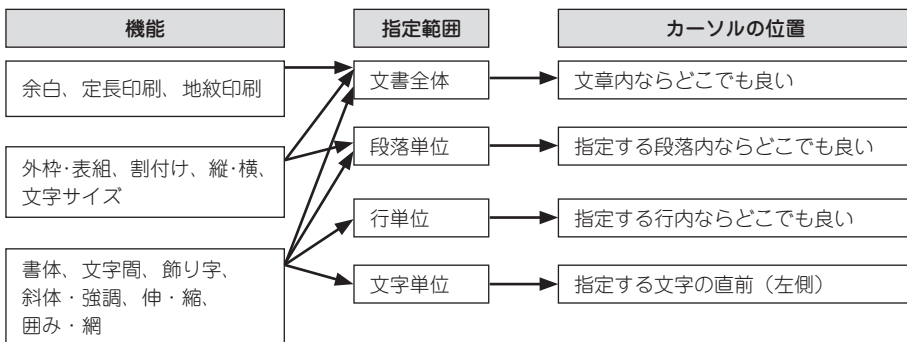 機能
指定範囲
カーソルの位置
余白、定長印刷、地紋印刷
文書全体
文章内ならどこでも良い
外枠･表組、割付け、縦･横、
文字サイズ
段落単位
指定する段落内ならどこでも良い
行単位
指定する行内ならどこでも良い
書体、文字間、飾り字、
斜体・強調、伸・縮、
囲み・網
文字単位
指定する文字の直前（左側）